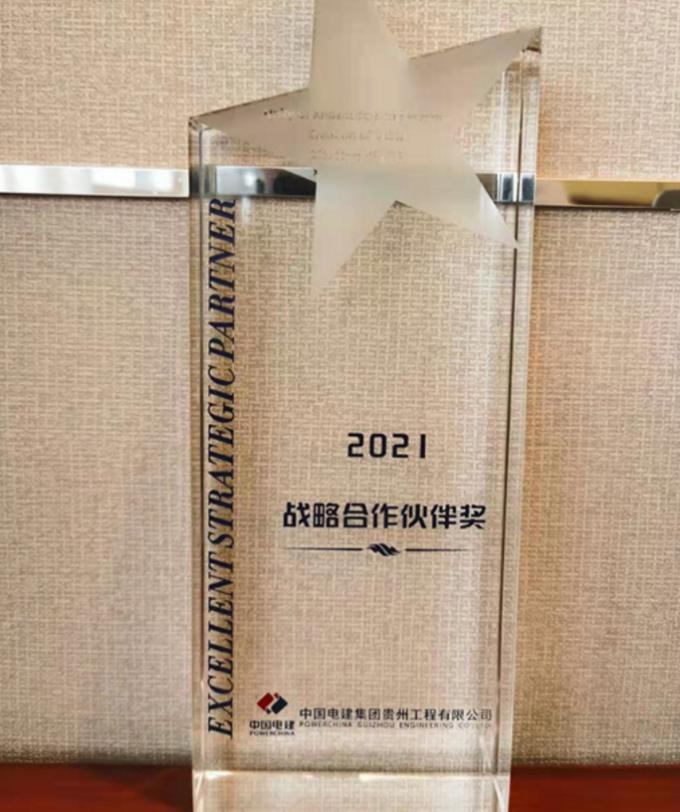 EXCELLENT STRATEGIC PARTNER
2021
战略合作伙伴奖
中国电建
POWERCHINA
中国电建集团贵州工程有限公司
POWERCHINA GUIZHOU ENGINEERING CO.,LTD.